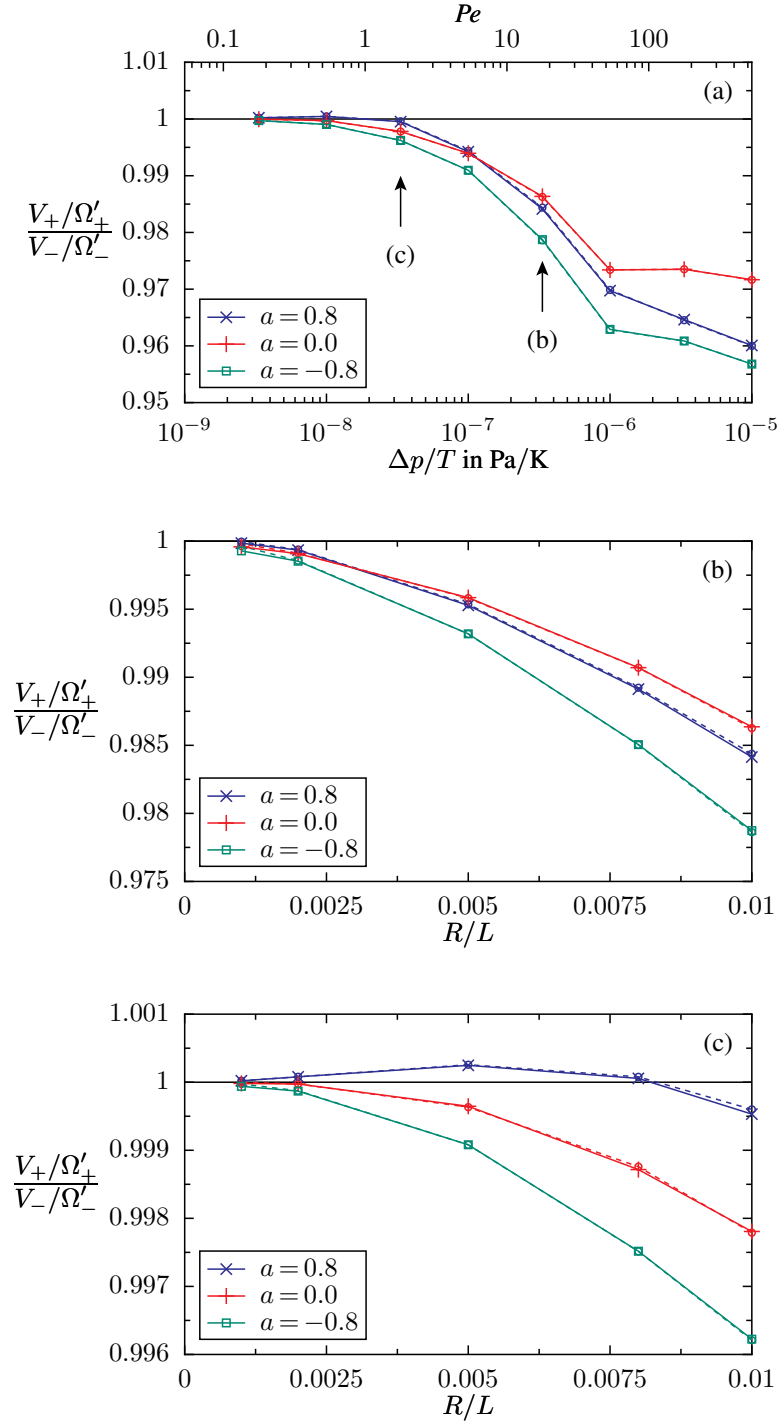 Pe
0.1 1 10 100
1.01
1
0.99
0.98
0.97
0.96
0.95
(a)
V₊/Ω′₊
V₋/Ω′₋
(c)
(b)
a = 0.8
a = 0.0
a = −0.8
10⁻⁹ 10⁻⁸ 10⁻⁷ 10⁻⁶ 10⁻⁵
Δp/T in Pa/K
1
0.995
0.99
0.985
0.98
0.975
(b)
V₊/Ω′₊
V₋/Ω′₋
a = 0.8
a = 0.0
a = −0.8
0 0.0025 0.005 0.0075 0.01
R/L
1.001
1
0.999
0.998
0.997
0.996
(c)
V₊/Ω′₊
V₋/Ω′₋
a = 0.8
a = 0.0
a = −0.8
0 0.0025 0.005 0.0075 0.01
R/L